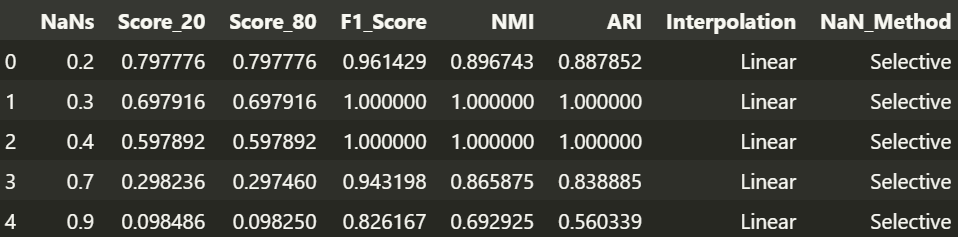 NaNs Score_20 Score_80 F1_Score NMI ARI Interpolation NaN_Method
0 0.2 0.797776 0.797776 0.961429 0.896743 0.887852 Linear Selective
1 0.3 0.697916 0.697916 1.000000 1.000000 1.000000 Linear Selective
2 0.4 0.597892 0.597892 1.000000 1.000000 1.000000 Linear Selective
3 0.7 0.298236 0.297460 0.943198 0.865875 0.838885 Linear Selective
4 0.9 0.098486 0.098250 0.826167 0.692925 0.560339 Linear Selective